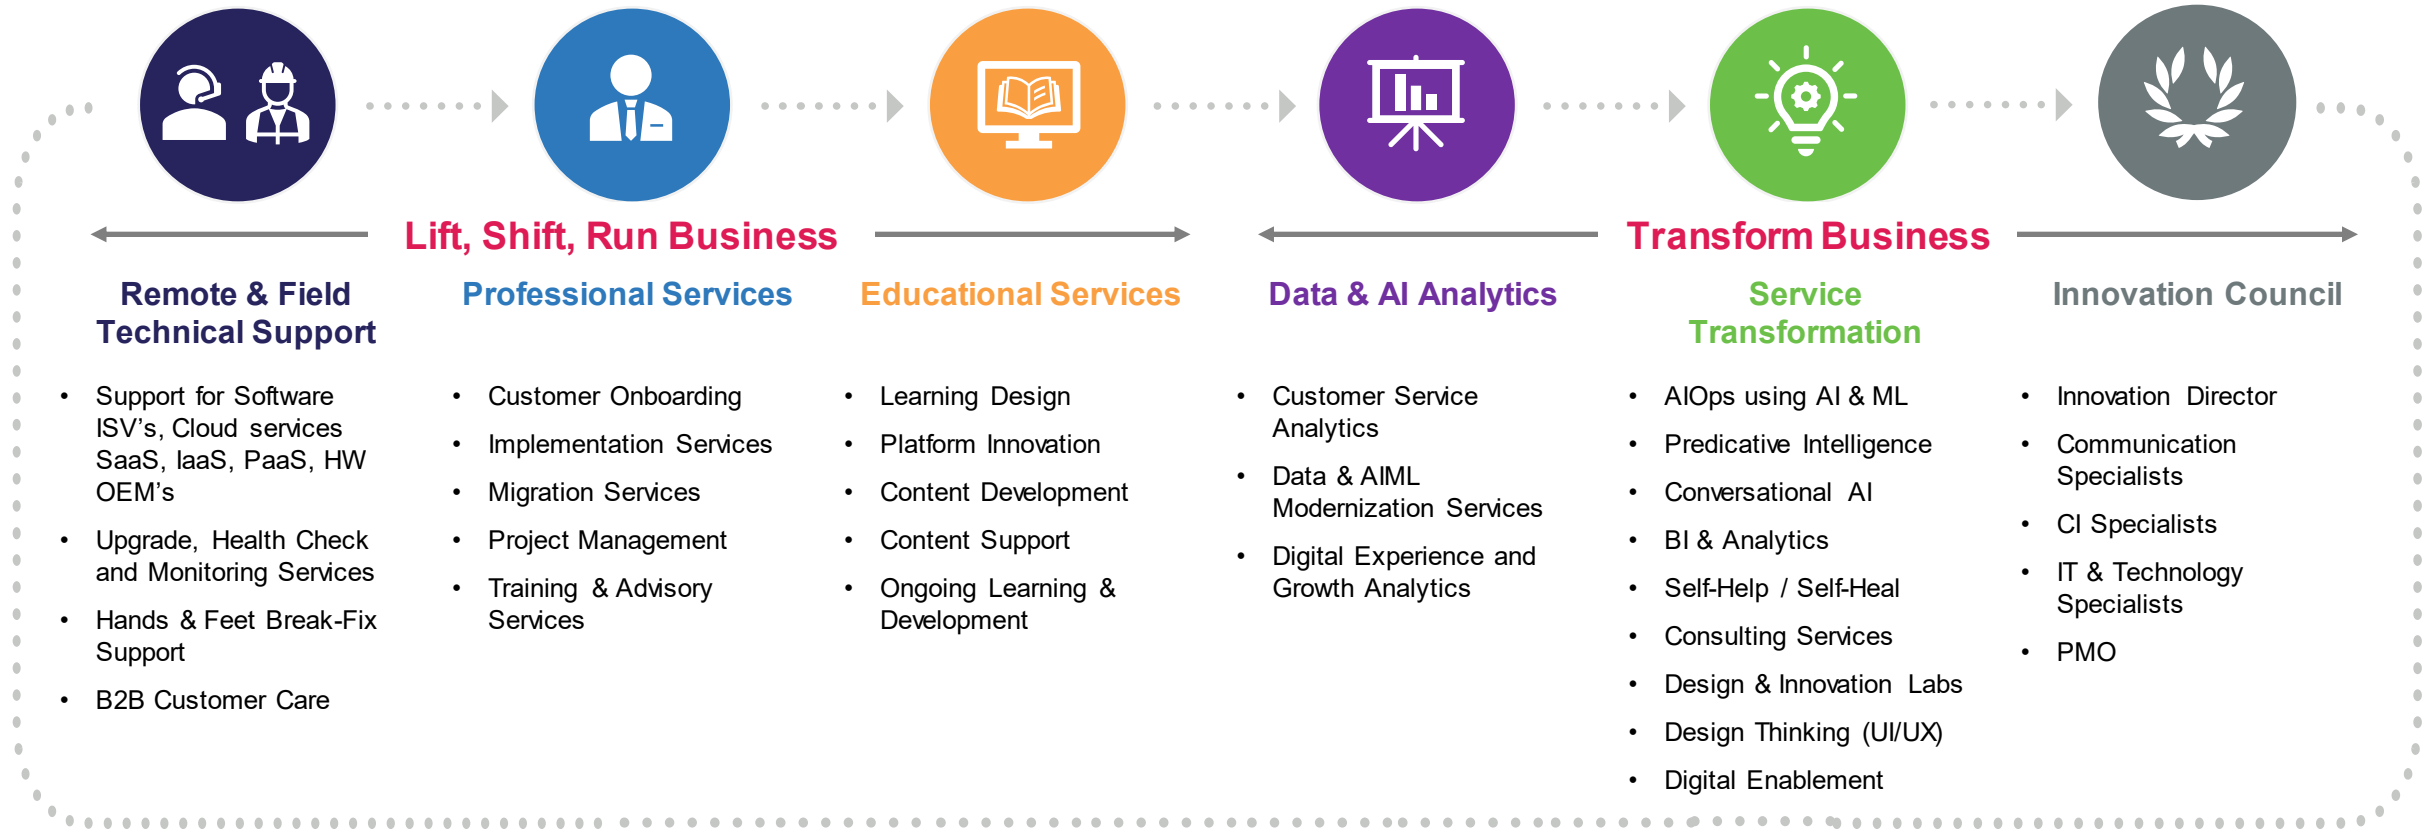 Lift, Shift, Run Business
Transform Business
Remote & Field
Technical Support
• Support for Software
ISV's, Cloud services
SaaS, IaaS, PaaS, HW
OEM's
• Upgrade, Health Check
and Monitoring Services
• Hands & Feet Break-Fix
Support
• B2B Customer Care
Professional Services
• Customer Onboarding
• Implementation Services
• Migration Services
• Project Management
• Training & Advisory
Services
Educational Services
• Learning Design
• Platform Innovation
• Content Development
• Content Support
• Ongoing Learning &
Development
Data & AI Analytics
• Customer Service
Analytics
• Data & AIML
Modernization Services
• Digital Experience and
Growth Analytics
Service
Transformation
• AIOps using AI & ML
• Predicative Intelligence
• Conversational AI
• BI & Analytics
• Self-Help / Self-Heal
• Consulting Services
• Design & Innovation Labs
• Design Thinking (UI/UX)
• Digital Enablement
Innovation Council
• Innovation Director
• Communication
Specialists
• CI Specialists
• IT & Technology
Specialists
• PMO